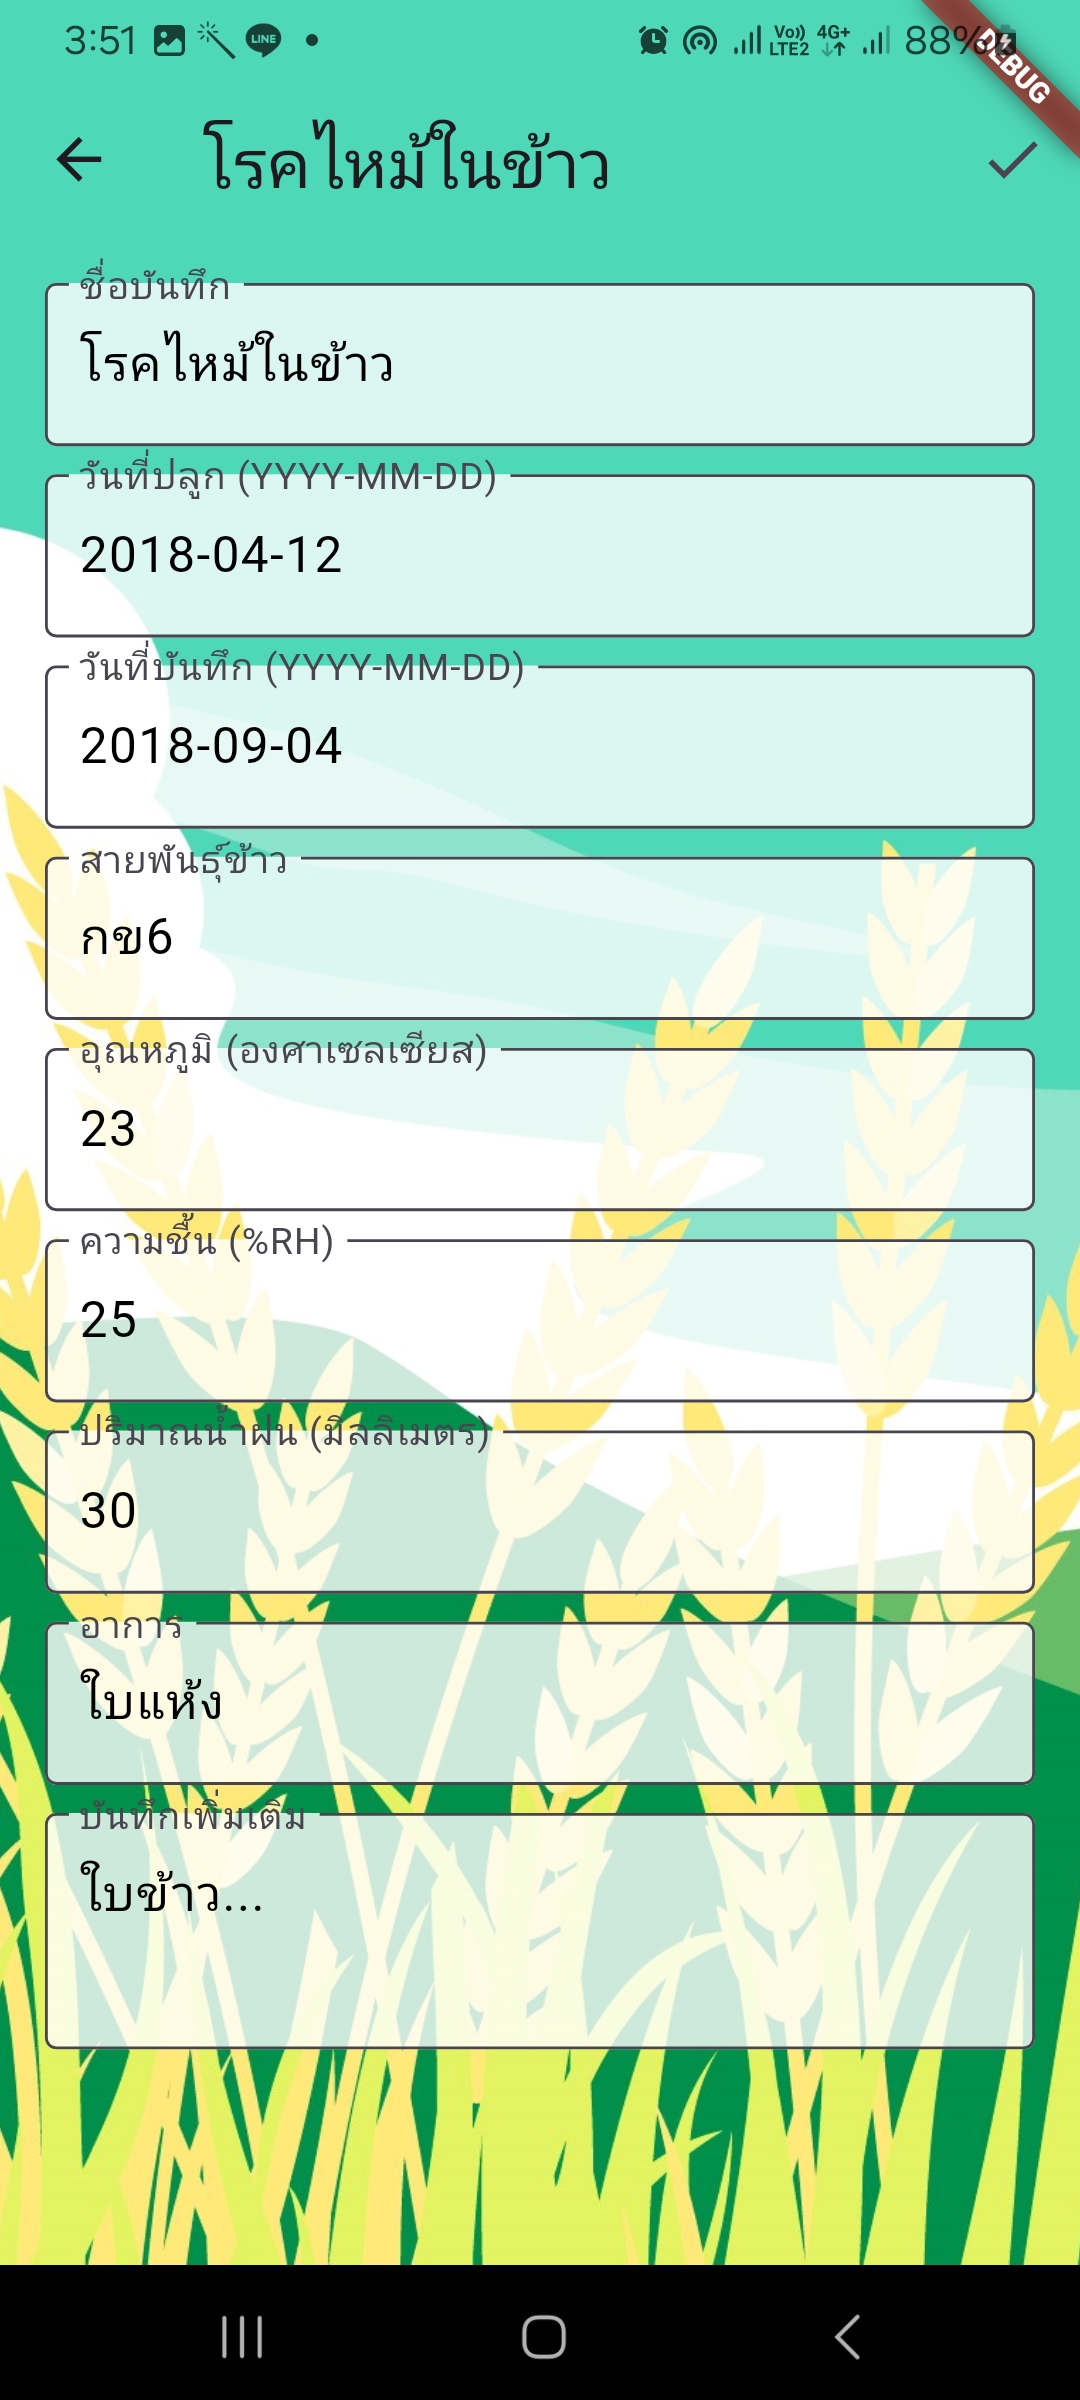 3:51 LINE Vo)) LTE2 4G+ 88%
DEBUG
โรคไหม้ในข้าว
ชื่อบันทึก
โรคไหม้ในข้าว
วันที่ปลูก (YYYY-MM-DD)
2018-04-12
วันที่บันทึก (YYYY-MM-DD)
2018-09-04
สายพันธุ์ข้าว
กข6
อุณหภูมิ (องศาเซลเซียส)
23
ความชื้น (%RH)
25
ปริมาณน้ำฝน (มิลลิเมตร)
30
อาการ
ใบแห้ง
บันทึกเพิ่มเติม
ใบข้าว...